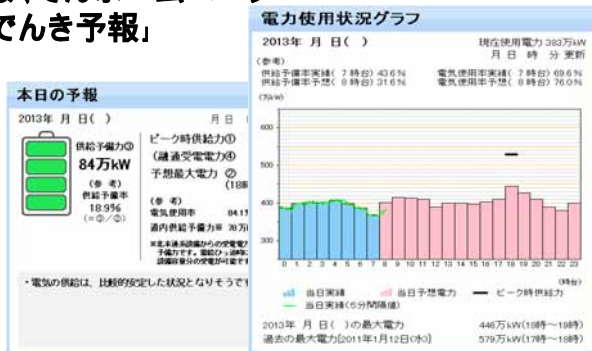 でんき予報」
本日の予報
2013年 月 日( )
月 日
供給予備力③
84万kW
(参 考)
供給予備率
18.9%
(=③/②)
ピーク時供給力①
(融通受電電力④
予想最大電力 ②
(18時
(参 考)
電気使用率 84.1%
道内供給予備力※ 78万
・電気の供給は、比較的安定した状況となりそうです
電力使用状況グラフ
2013年 月 日( )
現在使用電力 383万kW
月 日 時 分 更新
(参考)
供給予備率実績( 7時台) 43.6% 電気使用率実績( 7時台) 69.6%
供給予備率予想( 8時台) 31.6% 電気使用率予想( 8時台) 76.0%
(万kW)
600
500
400
300
0 1 2 3 4 5 6 7 8 9 10 11 12 13 14 15 16 17 18 19 20 21 22 23
(時台)
当日実績 当日予想電力 ピーク時供給力
当日実績(5分間隔値)
2013年 月 日( )の最大電力 446万kW(18時~19時)
過去の最大電力[2011年1月12日(水)] 579万kW(17時~18時)